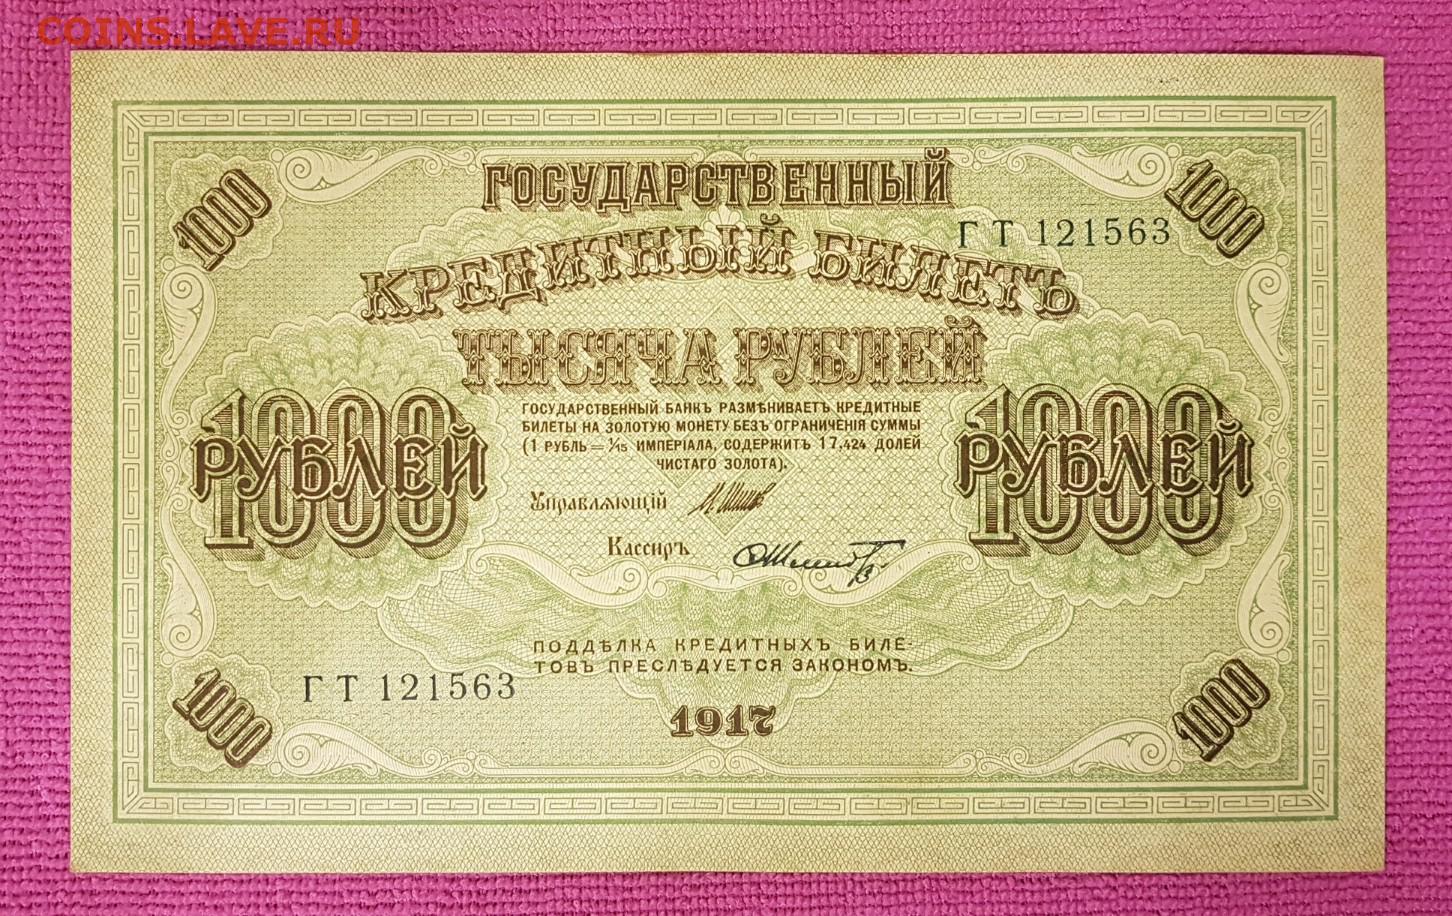 COINS.LAVE.RU
1000
ГОСУДАРСТВЕННЫЙ
1000
ГТ 121563
КРЕДИТНЫЙ БИЛЕТЪ
ТЫСЯЧА РУБЛЕЙ
1000
РУБЛЕЙ
ГОСУДАРСТВЕННЫЙ БАНКЪ РАЗМѢНИВАЕТЪ КРЕДИТНЫЕ
БИЛЕТЫ НА ЗОЛОТУЮ МОНЕТУ БЕЗЪ ОГРАНИЧЕНІЯ СУММЫ
(1 РУБЛЬ = 1/15 ИМПЕРІАЛА, СОДЕРЖИТЪ 17,424 ДОЛЕЙ
ЧИСТАГО ЗОЛОТА).
1000
РУБЛЕЙ
Управляющій
Кассиръ
ПОДДѢЛКА КРЕДИТНЫХЪ БИЛЕ-
ТОВЪ ПРЕСЛѢДУЕТСЯ ЗАКОНОМЪ.
ГТ 121563
1000
1917
1000